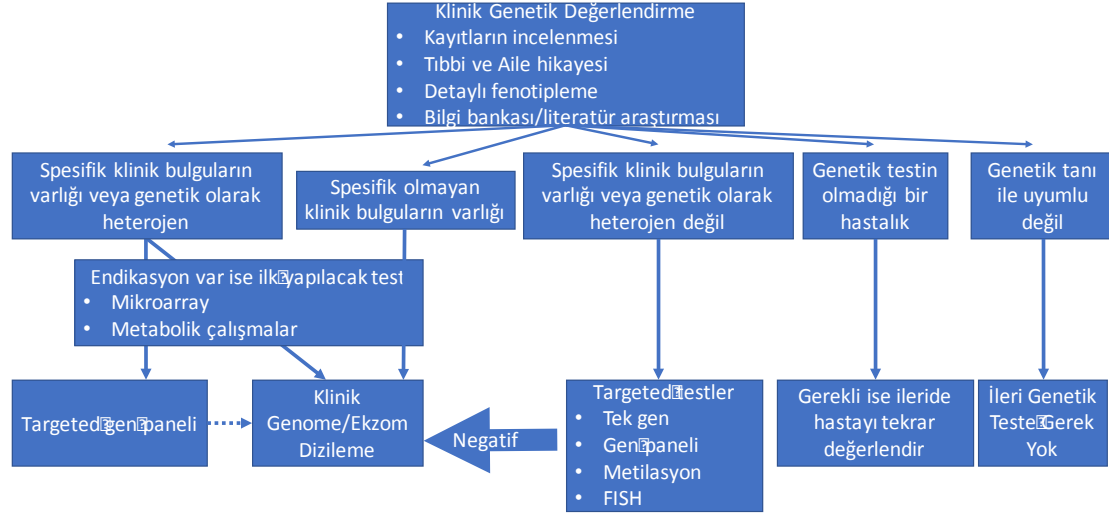 Klinik Genetik Değerlendirme
• Kayıtların incelenmesi
• Tıbbi ve Aile hikayesi
• Detaylı fenotipleme
• Bilgi bankası/literatür araştırması
Spesifik klinik bulguların
varlığı veya genetik olarak
heterojen
Spesifik olmayan
klinik bulguların varlığı
Spesifik klinik bulguların
varlığı veya genetik olarak
heterojen değil
Genetik testin
olmadığı bir
hastalık
Genetik tanı
ile uyumlu
değil
Endikasyon var ise ilk yapılacak test
• Mikroarray
• Metabolik çalışmalar
Targeted gen paneli
Klinik
Genome/Ekzom
Dizileme
Negatif
Targeted testler
• Tek gen
• Gen paneli
• Metilasyon
• FISH
Gerekli ise ileride
hastayı tekrar
değerlendir
İleri Genetik
Teste Gerek
Yok